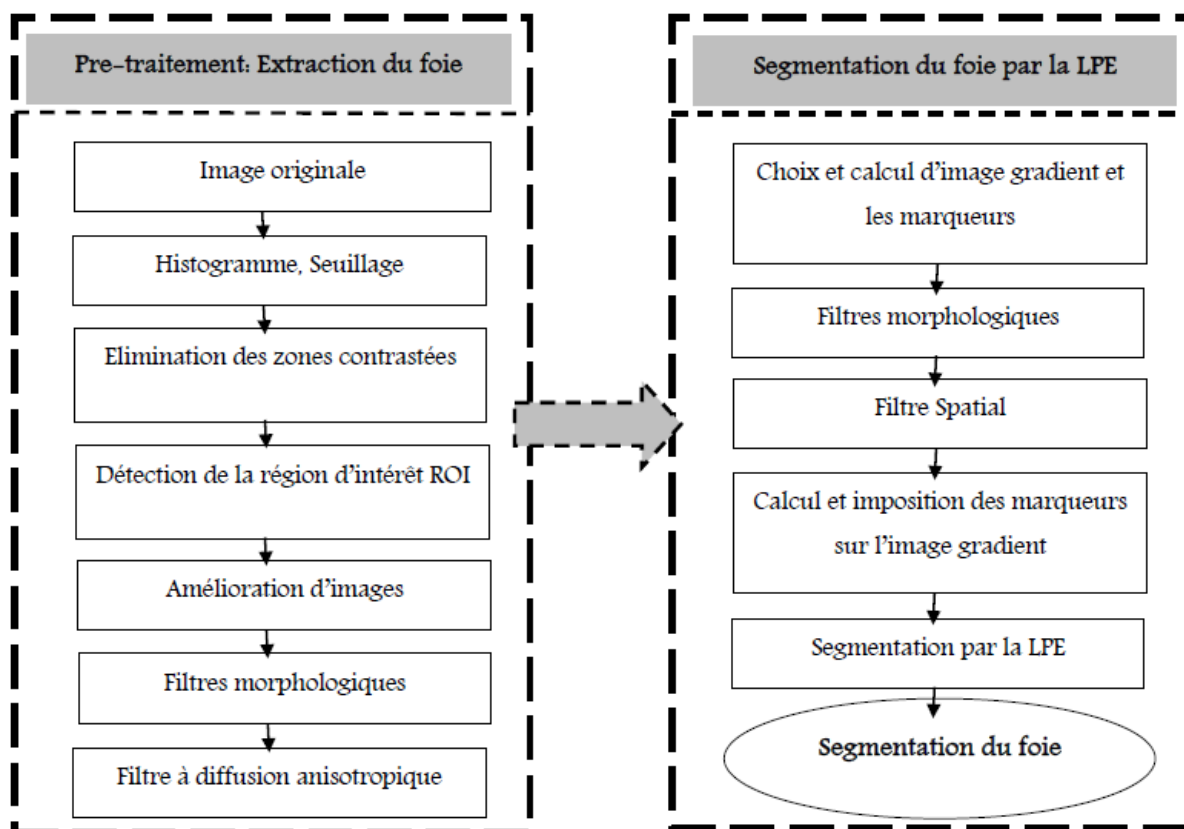 Pre-traitement: Extraction du foie
Image originale
Histogramme, Seuillage
Elimination des zones contrastées
Détection de la région d'intérêt ROI
Amélioration d'images
Filtres morphologiques
Filtre à diffusion anisotropique
Segmentation du foie par la LPE
Choix et calcul d'image gradient et
les marqueurs
Filtres morphologiques
Filtre Spatial
Calcul et imposition des marqueurs
sur l'image gradient
Segmentation par la LPE
Segmentation du foie